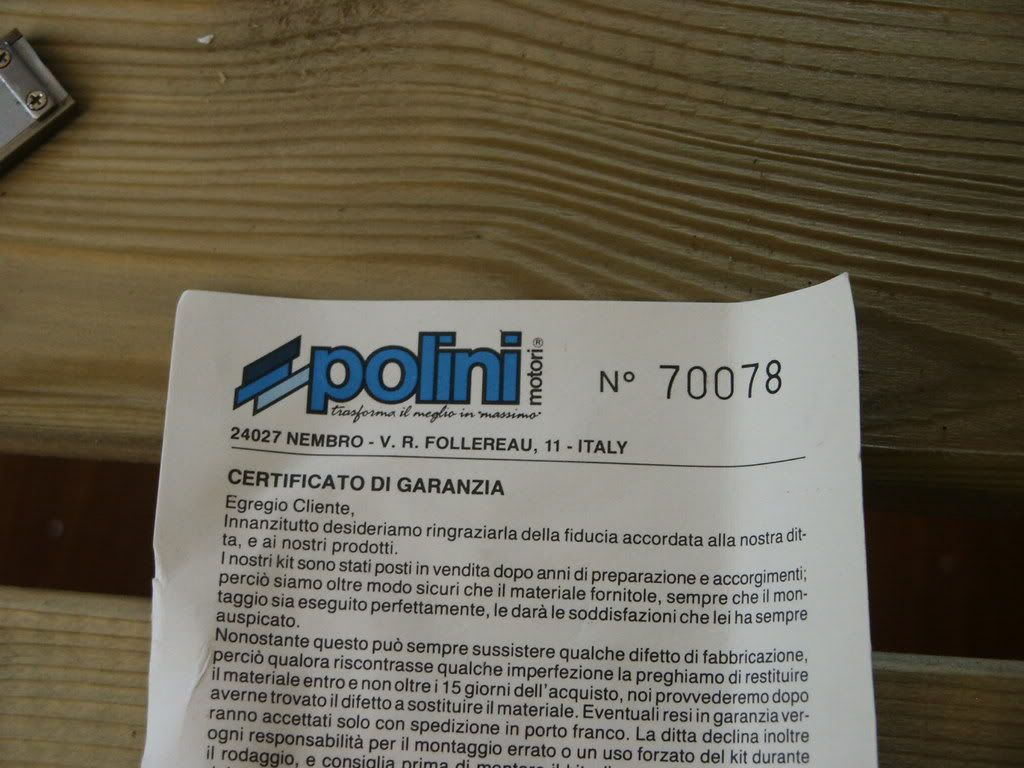 polini motori®
trasforma il meglio in "massimo"
N° 70078
24027 NEMBRO - V. R. FOLLEREAU, 11 - ITALY
CERTIFICATO DI GARANZIA
Egregio Cliente,
Innanzitutto desideriamo ringraziarla della fiducia accordata alla nostra dit-
ta, e ai nostri prodotti.
I nostri kit sono stati posti in vendita dopo anni di preparazione e accorgimenti;
perciò siamo oltre modo sicuri che il materiale fornitole, sempre che il mon-
taggio sia eseguito perfettamente, le darà le soddisfazioni che lei ha sempre
auspicato.
Nonostante questo può sempre sussistere qualche difetto di fabbricazione,
perciò qualora riscontrasse qualche imperfezione la preghiamo di restituire
il materiale entro e non oltre i 15 giorni dell'acquisto, noi provvederemo dopo
averne trovato il difetto a sostituire il materiale. Eventuali resi in garanzia ver-
ranno accettati solo con spedizione in porto franco. La ditta declina inoltre
ogni responsabilità per il montaggio errato o un uso forzato del kit durante
il rodaggio, e consiglia prima di montare il kit